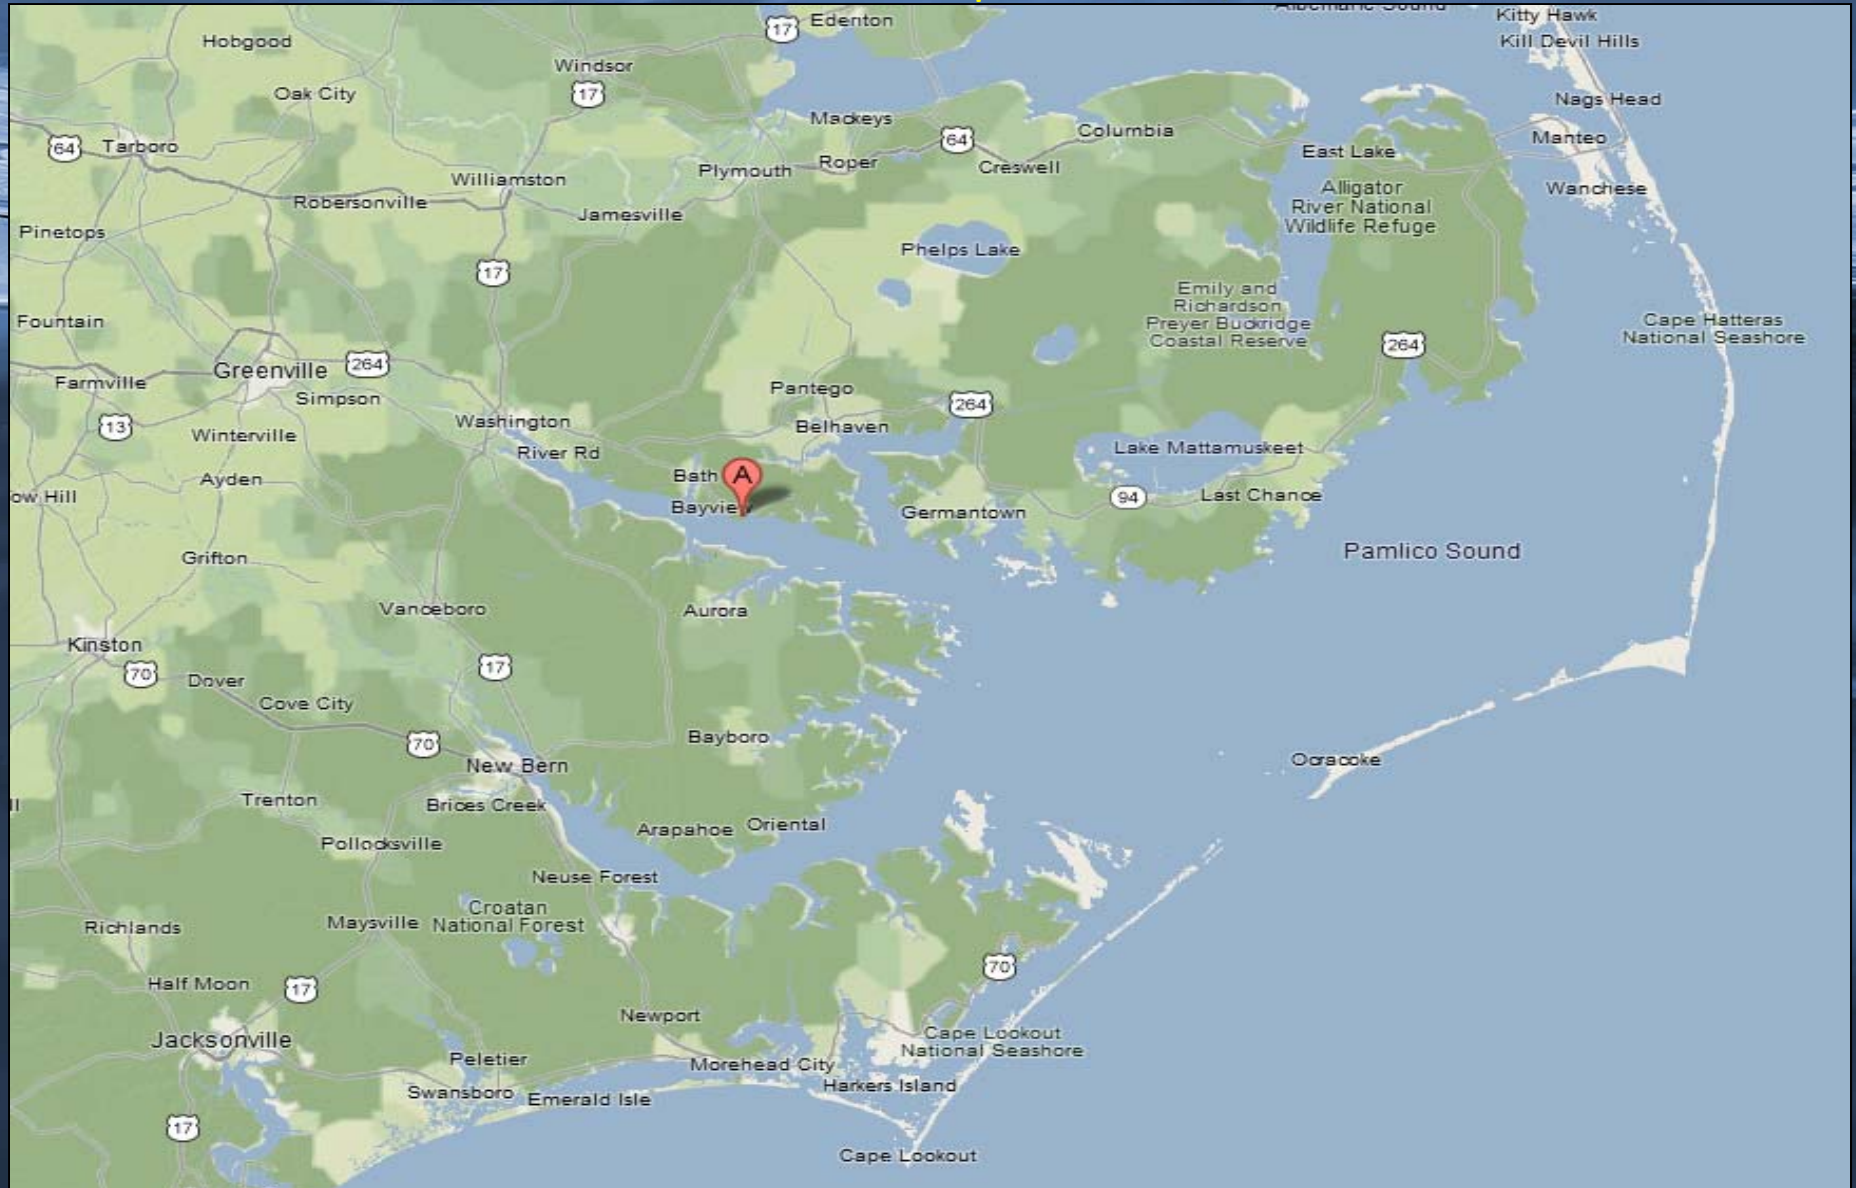 Albemarle Sound
Kitty Hawk
17
Edenton
Hobgood
Kill Devil Hills
Windsor
17
Oak City
Nags Head
Mackeys
Columbia
64
Tarboro
64
Manteo
East Lake
Roper
Creswell
Plymouth
Williamston
Alligator
River National
Wildlife Refuge
Wanchese
Robersonville
Jamesville
Pinetops
Phelps Lake
17
Emily and
Richardson
Preyer Buckridge
Coastal Reserve
Fountain
Cape Hatteras
National Seashore
264
Greenville
264
Farmville
Simpson
Pantego
264
13
Washington
Belhaven
Winterville
River Rd
Lake Mattamuskeet
Bath
A
Ayden
ow Hill
94
Last Chance
Bayview
Germantown
Pamlico Sound
Grifton
Vanceboro
Aurora
Kinston
70
17
Dover
Cove City
70
Bayboro
New Bern
Ocracoke
Trenton
Brices Creek
ll
Arapahoe
Oriental
Pollocksville
Neuse Forest
Croatan
National Forest
Richlands
Maysville
70
Half Moon
17
Newport
Jacksonville
Cape Lookout
National Seashore
Peletier
Morehead City
Swansboro
Emerald Isle
Harkers Island
17
Cape Lookout